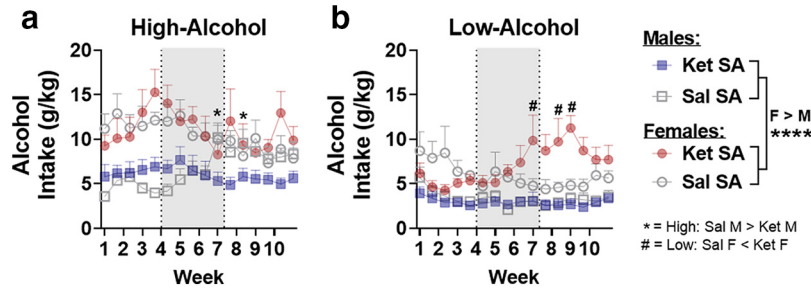 a
High-Alcohol
Alcohol
Intake (g/kg)
20
15
10
5
0
*
*
1 2 3 4 5 6 7 8 9 10
Week
b
Low-Alcohol
Alcohol
Intake (g/kg)
20
15
10
5
0
# # #
1 2 3 4 5 6 7 8 9 10
Week
Males:
Ket SA
Sal SA
Females:
Ket SA
Sal SA
F > M
****
* = High: Sal M > Ket M
# = Low: Sal F < Ket F